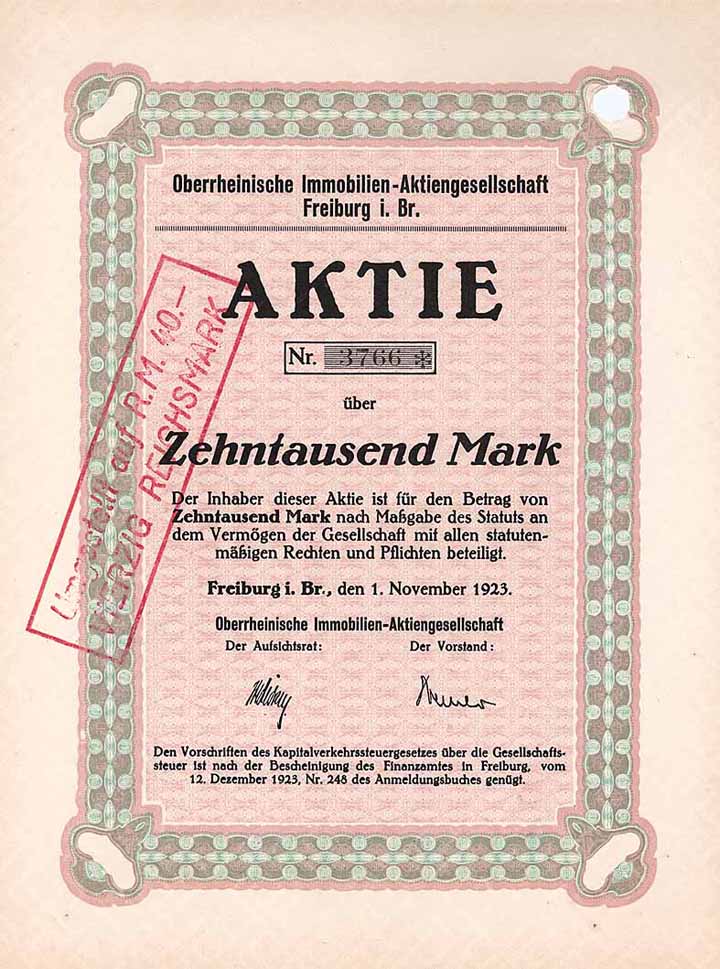 Oberrheinische Immobilien-Aktiengesellschaft
Freiburg i. Br.
AKTIE
Nr. 3766 ✻
über
Zehntausend Mark
Der Inhaber dieser Aktie ist für den Betrag von
Zehntausend Mark nach Maßgabe des Statuts an
dem Vermögen der Gesellschaft mit allen statuten-
mäßigen Rechten und Pflichten beteiligt.
Freiburg i. Br., den 1. November 1923.
Oberrheinische Immobilien-Aktiengesellschaft
Der Aufsichtsrat: Der Vorstand:
Den Vorschriften des Kapitalverkehrssteuergesetzes über die Gesellschafts-
steuer ist nach der Bescheinigung des Finanzamtes in Freiburg, vom
12. Dezember 1923, Nr. 248 des Anmeldungsbuches genügt.
Umgestellt auf R.M. 40.—
VIERZIG REICHSMARK